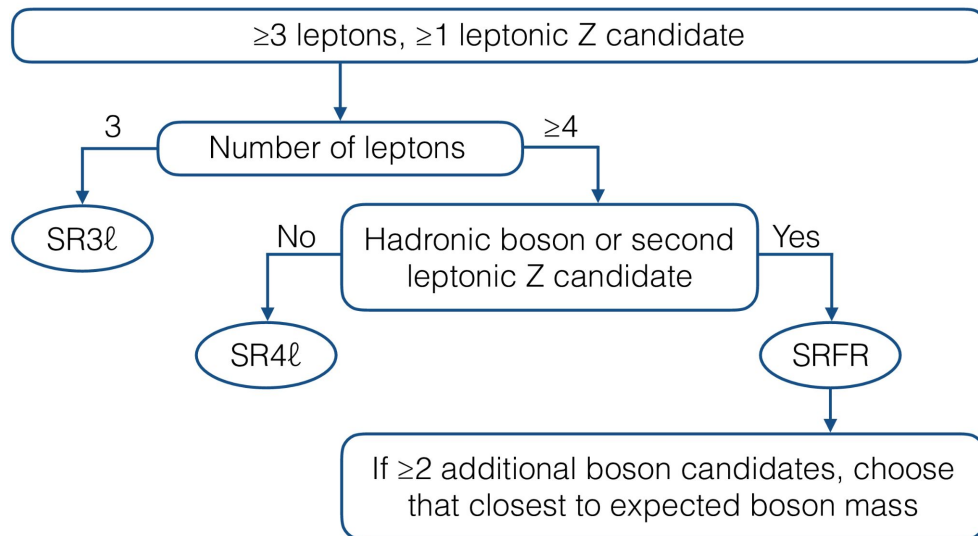 ≥3 leptons, ≥1 leptonic Z candidate
3
Number of leptons
≥4
SR3ℓ
No
Hadronic boson or second
leptonic Z candidate
Yes
SR4ℓ
SRFR
If ≥2 additional boson candidates, choose
that closest to expected boson mass